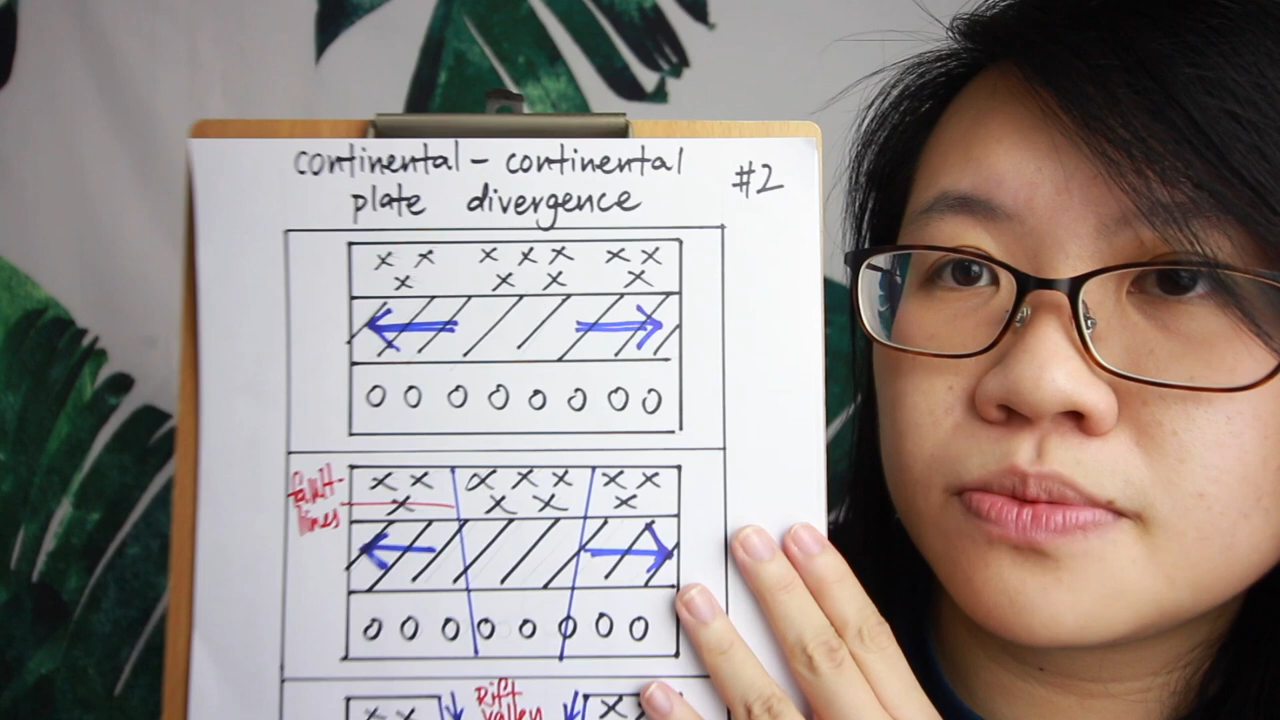 continental - continental
plate divergence
#2
fault
lines
Rift
valley